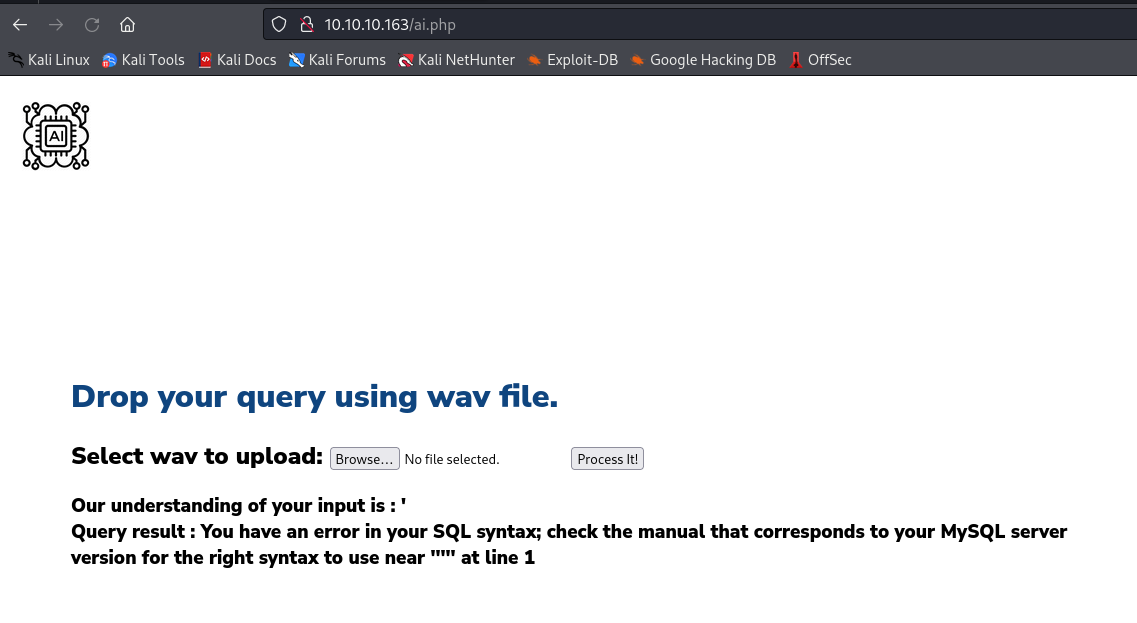 10.10.10.163/ai.php
Kali Linux Kali Tools Kali Docs Kali Forums Kali NetHunter Exploit-DB Google Hacking DB OffSec
AI
Drop your query using wav file.
Select wav to upload: Browse... No file selected. Process It!
Our understanding of your input is : '
Query result : You have an error in your SQL syntax; check the manual that corresponds to your MySQL server
version for the right syntax to use near '''' at line 1